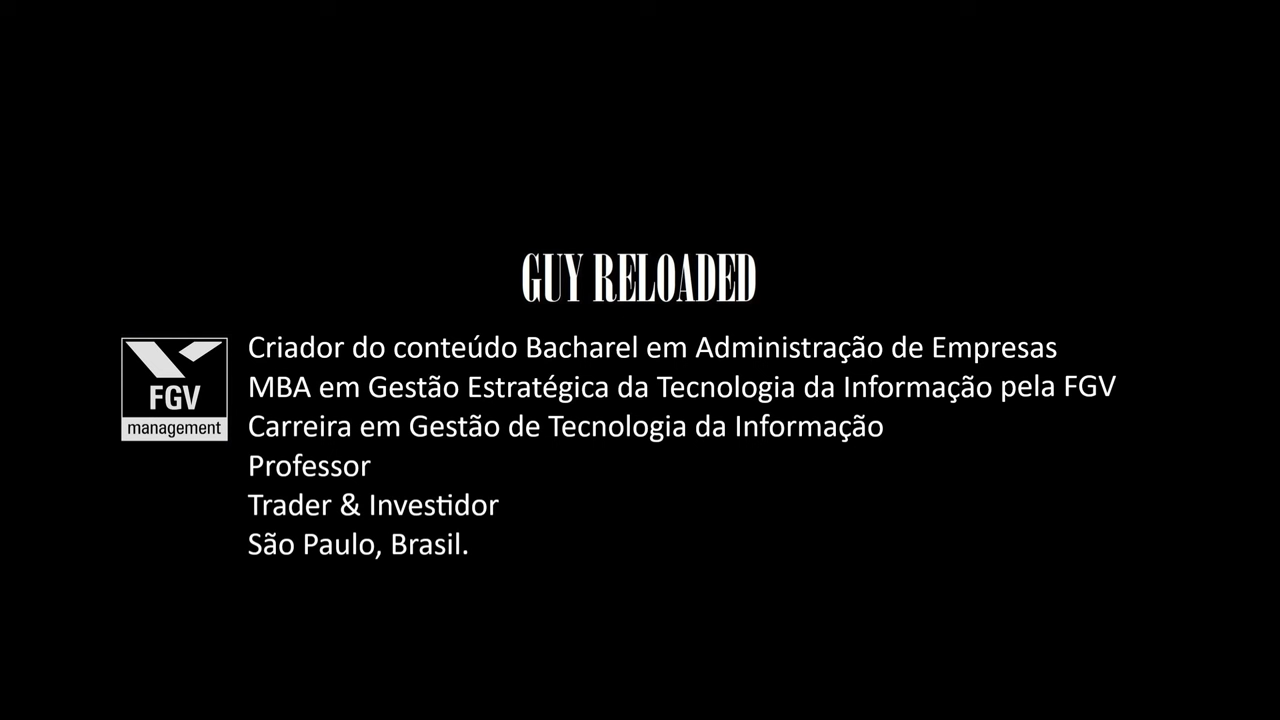 GUY RELOADED
FGV
management
Criador do conteúdo Bacharel em Administração de Empresas
MBA em Gestão Estratégica da Tecnologia da Informação pela FGV
Carreira em Gestão de Tecnologia da Informação
Professor
Trader & Investidor
São Paulo, Brasil.